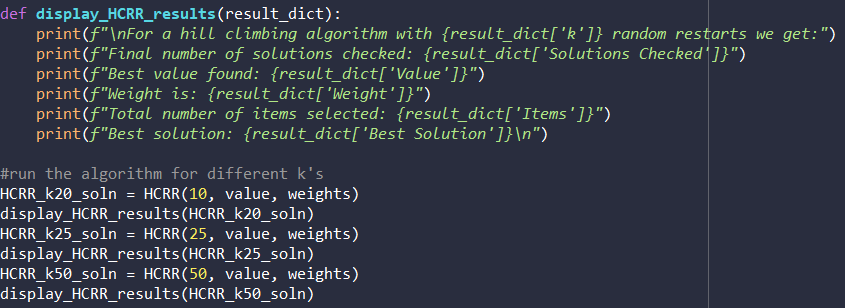 def display_HCRR_results(result_dict):
    print(f"\nFor a hill climbing algorithm with {result_dict['k']} random restarts we get:")
    print(f"Final number of solutions checked: {result_dict['Solutions Checked']}")
    print(f"Best value found: {result_dict['Value']}")
    print(f"Weight is: {result_dict['Weight']}")
    print(f"Total number of items selected: {result_dict['Items']}")
    print(f"Best solution: {result_dict['Best Solution']}\n")

#run the algorithm for different k's
HCRR_k20_soln = HCRR(10, value, weights)
display_HCRR_results(HCRR_k20_soln)
HCRR_k25_soln = HCRR(25, value, weights)
display_HCRR_results(HCRR_k25_soln)
HCRR_k50_soln = HCRR(50, value, weights)
display_HCRR_results(HCRR_k50_soln)